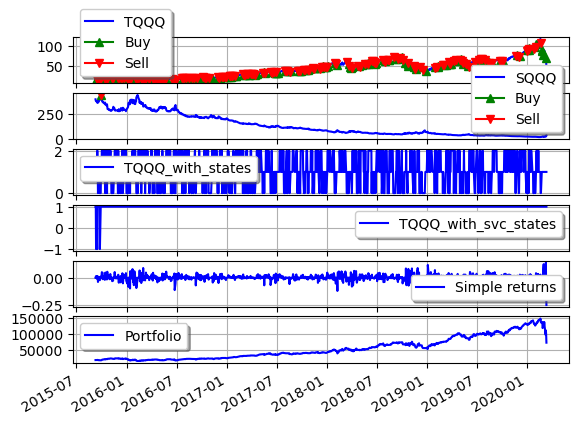 TQQQ
Buy
Sell
100
50
SQQQ
Buy
Sell
250
0
2
TQQQ_with_states
0
1
0
TQQQ_with_svc_states
−1
0.00
Simple returns
−0.25
150000
Portfolio
100000
50000
2015-07 2016-01 2016-07 2017-01 2017-07 2018-01 2018-07 2019-01 2019-07 2020-01